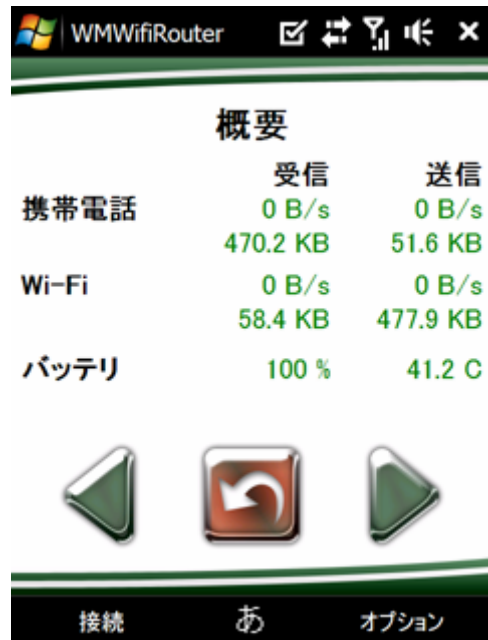 WMWifiRouter
概要
受信 送信
携帯電話 0 B/s 0 B/s
470.2 KB 51.6 KB
Wi-Fi 0 B/s 0 B/s
58.4 KB 477.9 KB
バッテリ 100 % 41.2 C
接続 あ オプション